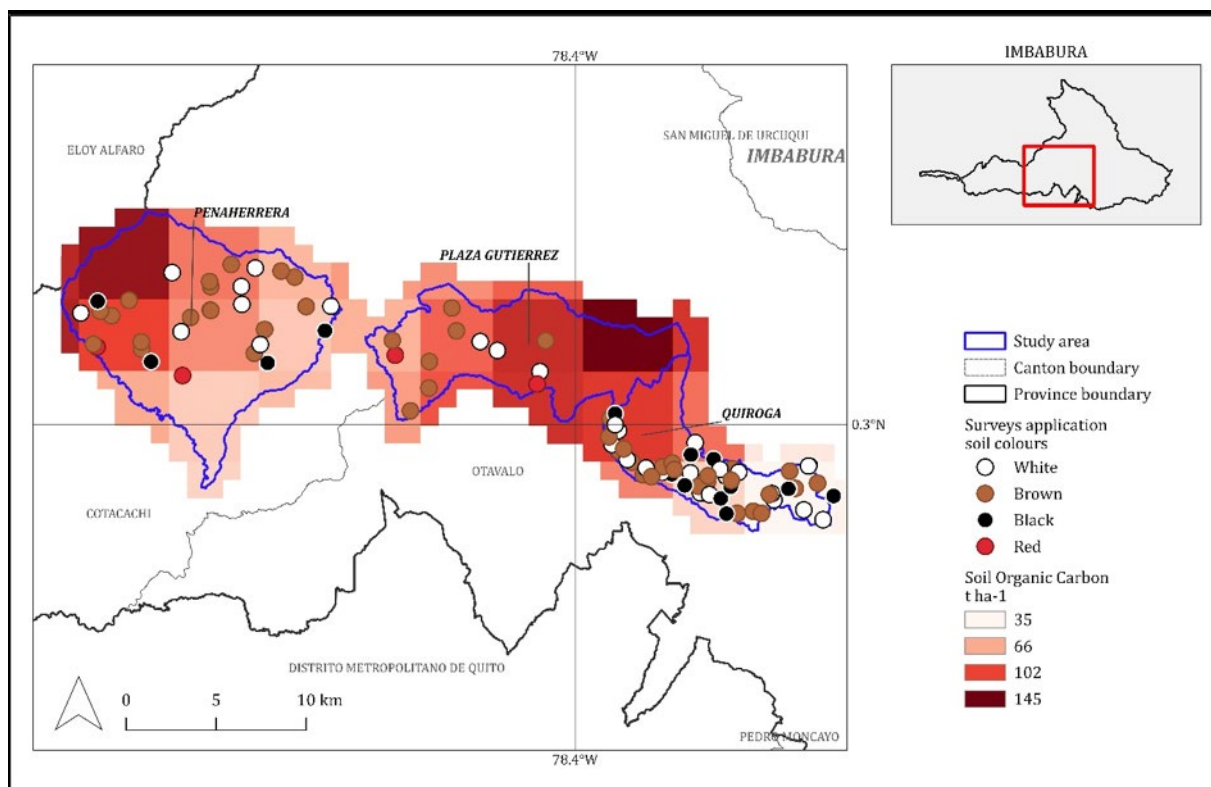 78.4°W
IMBABURA
ELOY ALFARO
SAN MIGUEL DE URCUQUI
IMBABURA
PENAHERRERA
PLAZA GUTIERREZ
QUIROGA
0.3°N
OTAVALO
COTACACHI
DISTRITO METROPOLITANO DE QUITO
PEDRO MONCAYO
0 5 10 km
78.4°W
Study area
Canton boundary
Province boundary
Surveys application
soil colours
White
Brown
Black
Red
Soil Organic Carbon
t ha-1
35
66
102
145